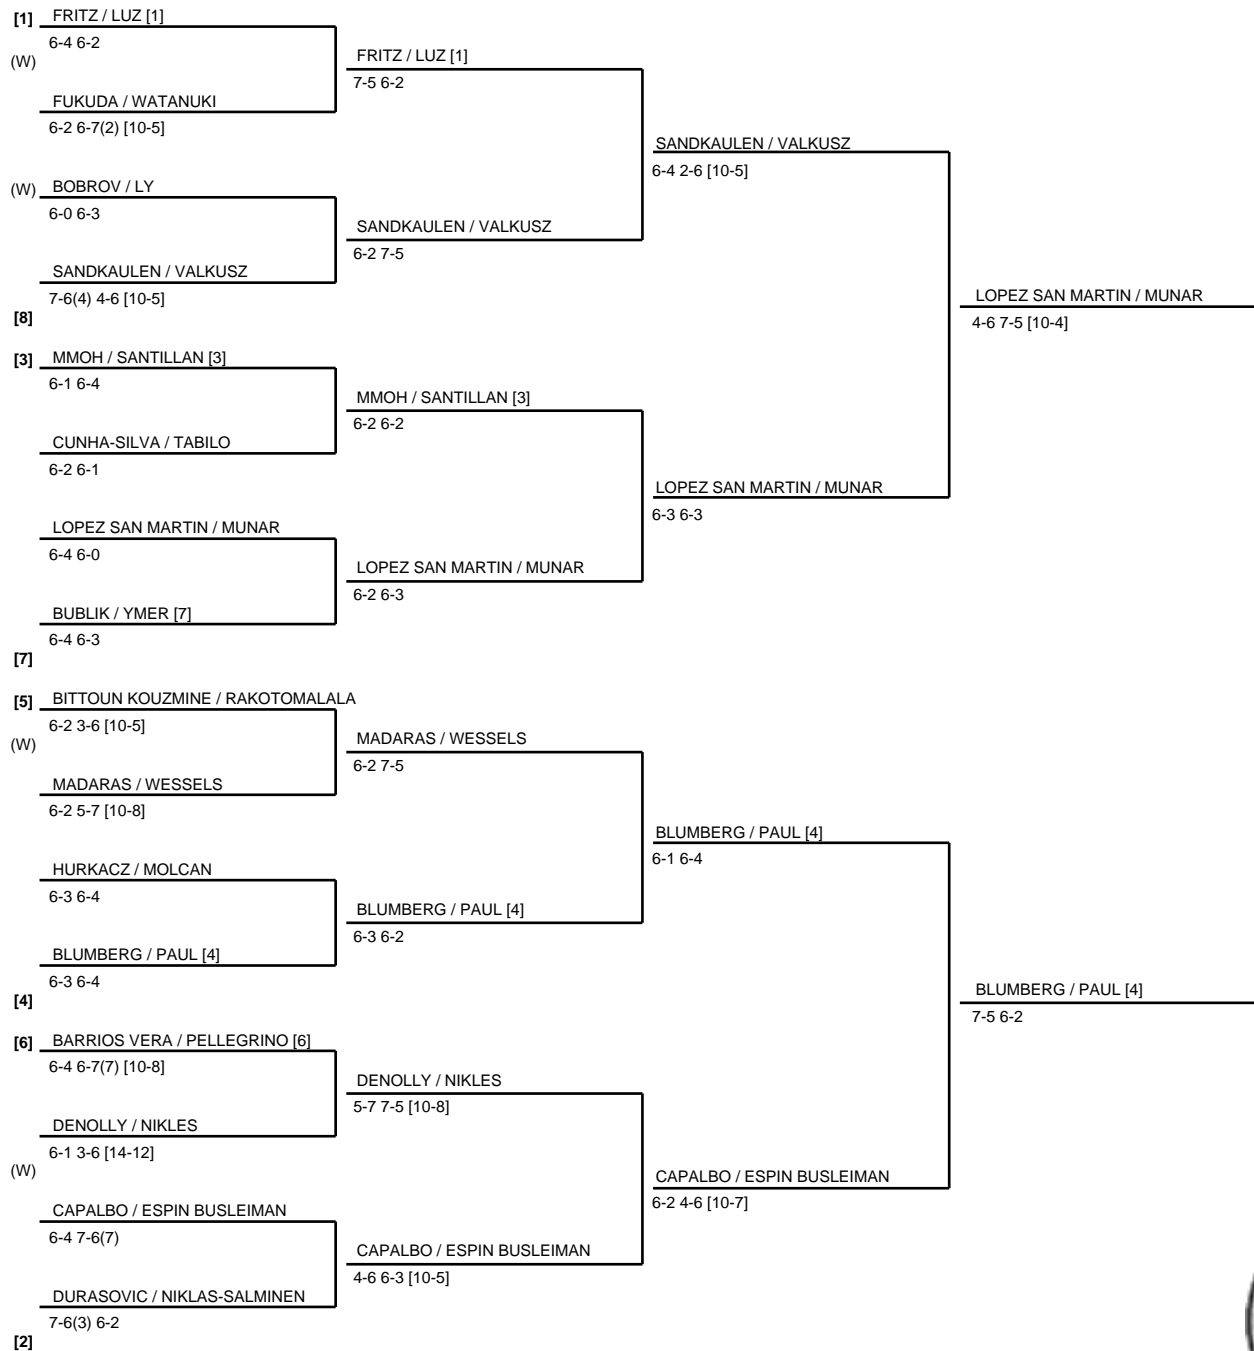 [1] FRITZ / LUZ [1]
6-4 6-2
(W)
FRITZ / LUZ [1]
7-5 6-2
FUKUDA / WATANUKI
6-2 6-7(2) [10-5]
SANDKAULEN / VALKUSZ
6-4 2-6 [10-5]
(W) BOBROV / LY
6-0 6-3
SANDKAULEN / VALKUSZ
6-2 7-5
SANDKAULEN / VALKUSZ
7-6(4) 4-6 [10-5]
[8]
LOPEZ SAN MARTIN / MUNAR
4-6 7-5 [10-4]
[3] MMOH / SANTILLAN [3]
6-1 6-4
MMOH / SANTILLAN [3]
6-2 6-2
CUNHA-SILVA / TABILO
6-2 6-1
LOPEZ SAN MARTIN / MUNAR
6-3 6-3
LOPEZ SAN MARTIN / MUNAR
6-4 6-0
LOPEZ SAN MARTIN / MUNAR
6-2 6-3
BUBLIK / YMER [7]
6-4 6-3
[7]
[5] BITTOUN KOUZMINE / RAKOTOMALALA
6-2 3-6 [10-5]
(W)
MADARAS / WESSELS
6-2 7-5
MADARAS / WESSELS
6-2 5-7 [10-8]
BLUMBERG / PAUL [4]
6-1 6-4
HURKACZ / MOLCAN
6-3 6-4
BLUMBERG / PAUL [4]
6-3 6-2
BLUMBERG / PAUL [4]
6-3 6-4
[4]
BLUMBERG / PAUL [4]
7-5 6-2
[6] BARRIOS VERA / PELLEGRINO [6]
6-4 6-7(7) [10-8]
DENOLLY / NIKLES
5-7 7-5 [10-8]
DENOLLY / NIKLES
6-1 3-6 [14-12]
(W)
CAPALBO / ESPIN BUSLEIMAN
6-2 4-6 [10-7]
CAPALBO / ESPIN BUSLEIMAN
6-4 7-6(7)
CAPALBO / ESPIN BUSLEIMAN
4-6 6-3 [10-5]
DURASOVIC / NIKLAS-SALMINEN
7-6(3) 6-2
[2]